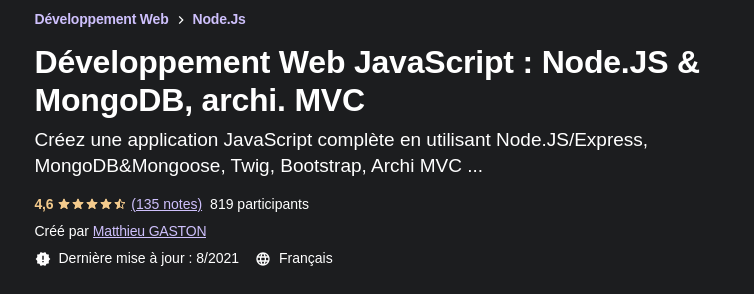 Développement Web > Node.Js
Développement Web JavaScript : Node.JS &
MongoDB, archi. MVC
Créez une application JavaScript complète en utilisant Node.JS/Express,
MongoDB&Mongoose, Twig, Bootstrap, Archi MVC ...
4,6 (135 notes) 819 participants
Créé par Matthieu GASTON
Dernière mise à jour : 8/2021 Français